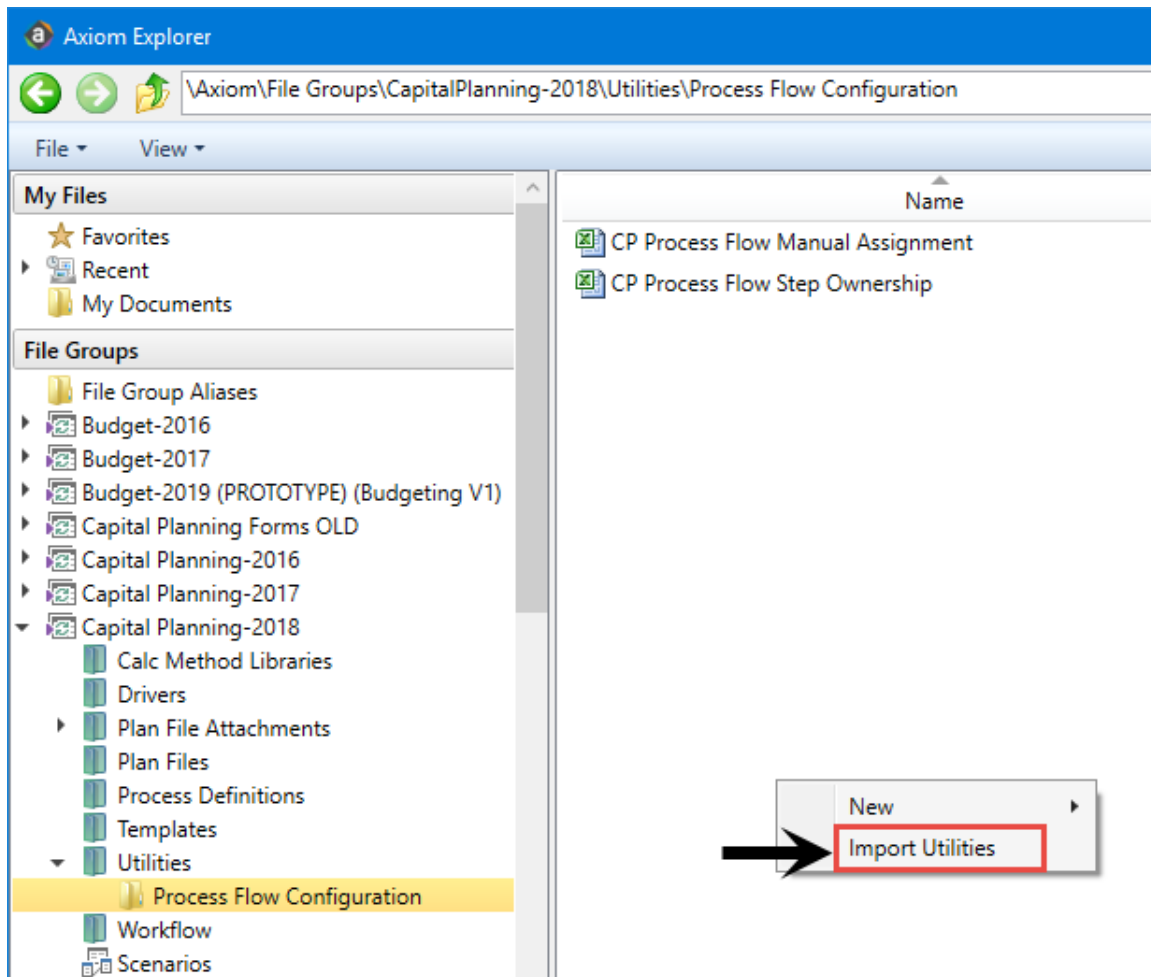 Axiom Explorer
\Axiom\File Groups\CapitalPlanning-2018\Utilities\Process Flow Configuration
File View
My Files
Favorites
Recent
My Documents
File Groups
File Group Aliases
Budget-2016
Budget-2017
Budget-2019 (PROTOTYPE) (Budgeting V1)
Capital Planning Forms OLD
Capital Planning-2016
Capital Planning-2017
Capital Planning-2018
Calc Method Libraries
Drivers
Plan File Attachments
Plan Files
Process Definitions
Templates
Utilities
Process Flow Configuration
Workflow
Scenarios
Name
CP Process Flow Manual Assignment
CP Process Flow Step Ownership
New
Import Utilities